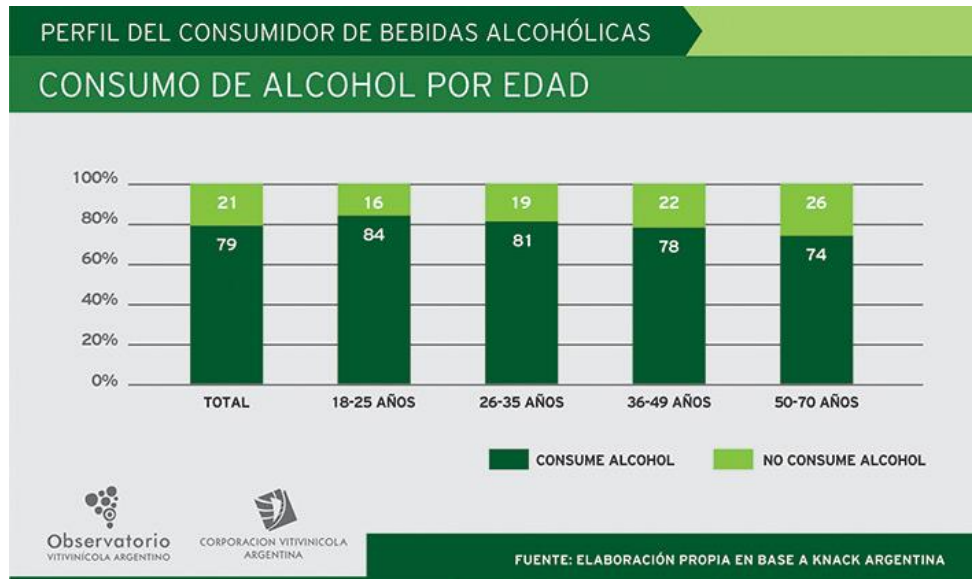 PERFIL DEL CONSUMIDOR DE BEBIDAS ALCOHÓLICAS
CONSUMO DE ALCOHOL POR EDAD
100%
80%
60%
40%
20%
0%
21 16 19 22 26
79 84 81 78 74
TOTAL 18-25 AÑOS 26-35 AÑOS 36-49 AÑOS 50-70 AÑOS
CONSUME ALCOHOL NO CONSUME ALCOHOL
Observatorio
VITIVINÍCOLA ARGENTINO
CORPORACION VITIVINICOLA
ARGENTINA
FUENTE: ELABORACIÓN PROPIA EN BASE A KNACK ARGENTINA